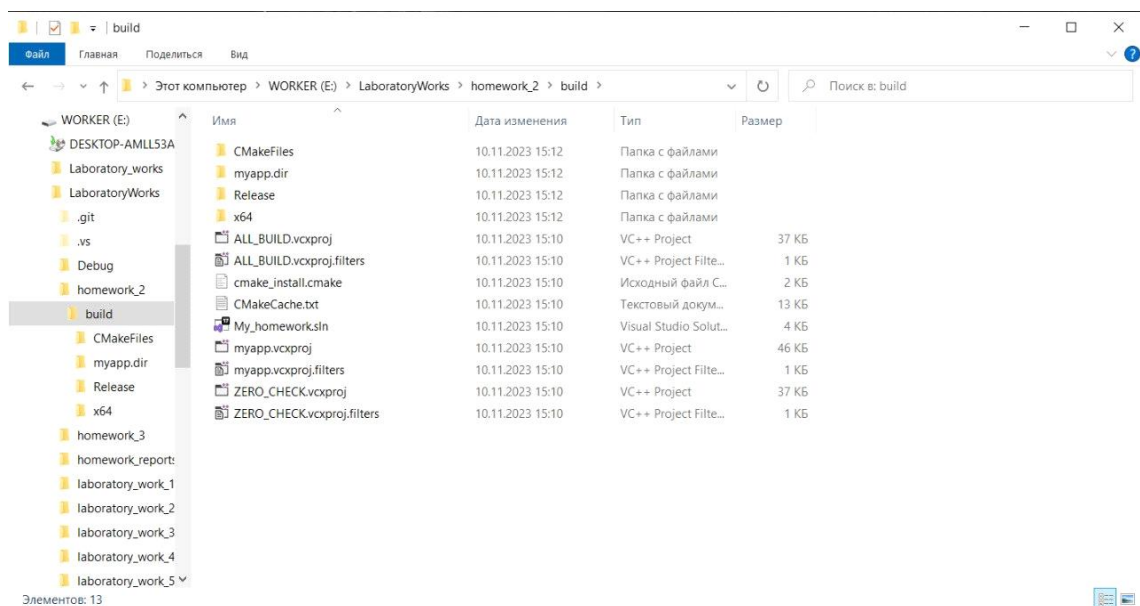 build
Файл Главная Поделиться Вид
Этот компьютер > WORKER (E:) > LaboratoryWorks > homework_2 > build >
Поиск в: build
WORKER (E:)
DESKTOP-AMLL53A
Laboratory_works
LaboratoryWorks
.git
.vs
Debug
homework_2
build
CMakeFiles
myapp.dir
Release
x64
homework_3
homework_reports
laboratory_work_1
laboratory_work_2
laboratory_work_3
laboratory_work_4
laboratory_work_5
Имя Дата изменения Тип Размер
CMakeFiles 10.11.2023 15:12 Папка с файлами
myapp.dir 10.11.2023 15:12 Папка с файлами
Release 10.11.2023 15:12 Папка с файлами
x64 10.11.2023 15:12 Папка с файлами
ALL_BUILD.vcxproj 10.11.2023 15:10 VC++ Project 37 КБ
ALL_BUILD.vcxproj.filters 10.11.2023 15:10 VC++ Project Filte... 1 КБ
cmake_install.cmake 10.11.2023 15:10 Исходный файл C... 2 КБ
CMakeCache.txt 10.11.2023 15:10 Текстовый докум... 13 КБ
My_homework.sln 10.11.2023 15:10 Visual Studio Solut... 4 КБ
myapp.vcxproj 10.11.2023 15:10 VC++ Project 46 КБ
myapp.vcxproj.filters 10.11.2023 15:10 VC++ Project Filte... 1 КБ
ZERO_CHECK.vcxproj 10.11.2023 15:10 VC++ Project 37 КБ
ZERO_CHECK.vcxproj.filters 10.11.2023 15:10 VC++ Project Filte... 1 КБ
Элементов: 13